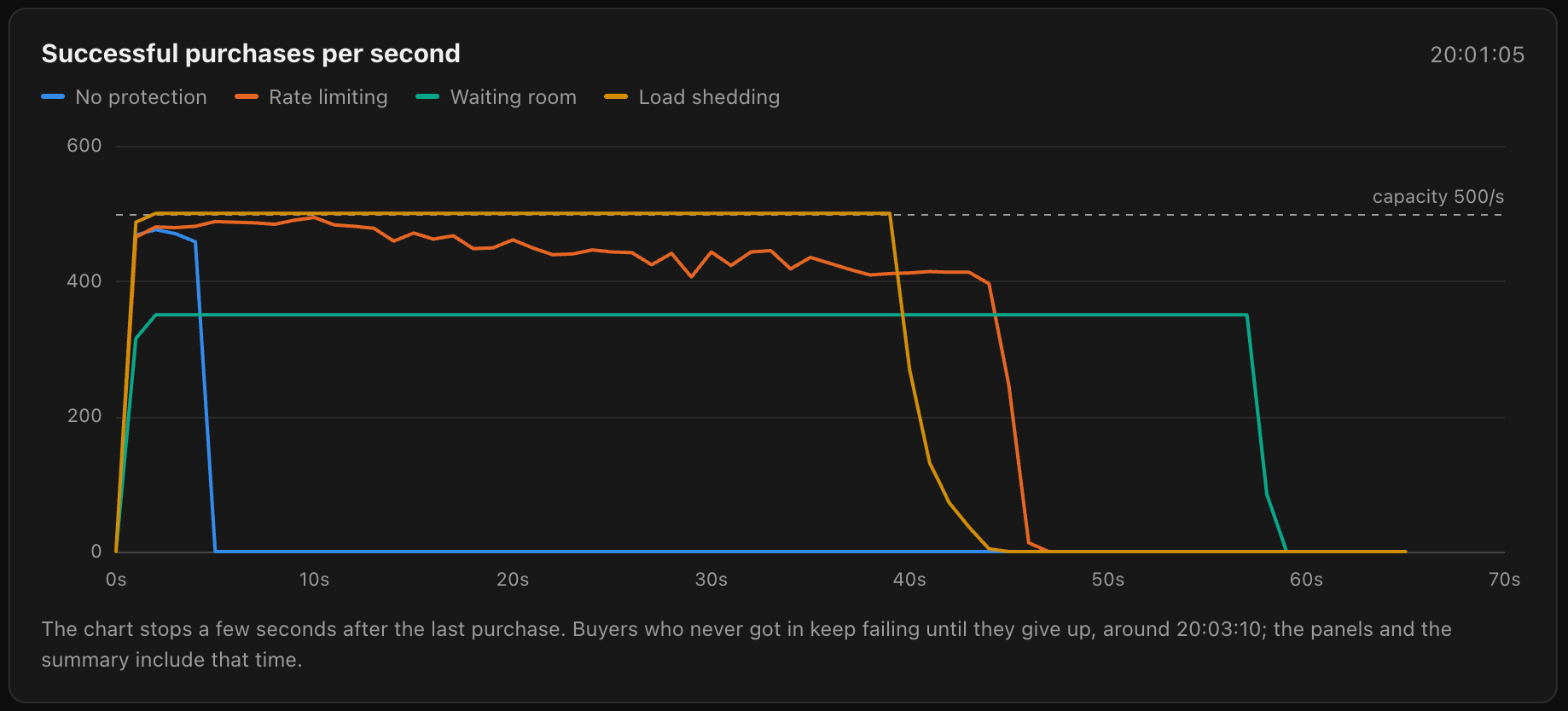 Successful purchases per second
20:01:05
No protection
Rate limiting
Waiting room
Load shedding
600
capacity 500/s
400
200
0
0s
10s
20s
30s
40s
50s
60s
70s
The chart stops a few seconds after the last purchase. Buyers who never got in keep failing until they give up, around 20:03:10; the panels and the
summary include that time.